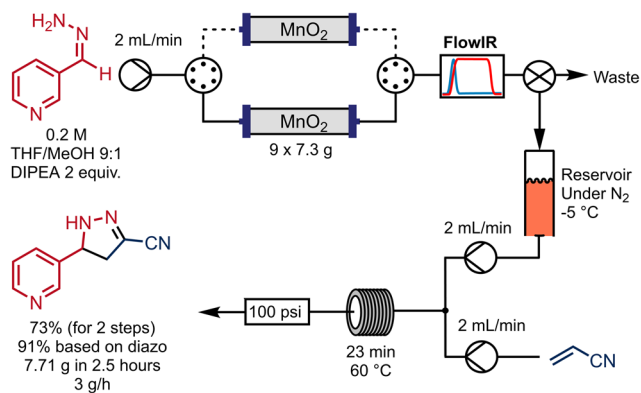 H₂N
N
H
N
0.2 M
THF/MeOH 9:1
DIPEA 2 equiv.
2 mL/min
MnO₂
MnO₂
9 x 7.3 g
FlowIR
Waste
Reservoir
Under N₂
-5 °C
2 mL/min
2 mL/min
CN
23 min
60 °C
100 psi
HN
N
CN
N
73% (for 2 steps)
91% based on diazo
7.71 g in 2.5 hours
3 g/h